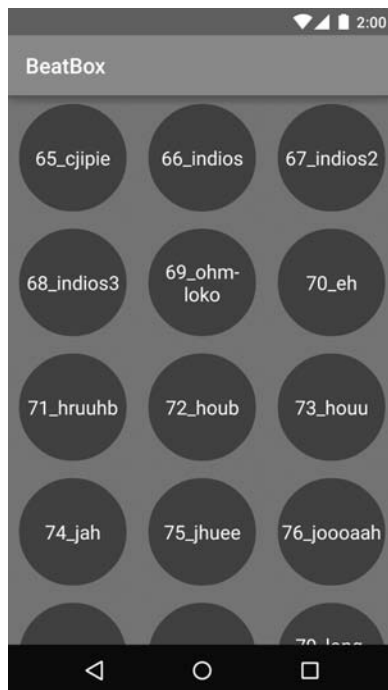 2:00
BeatBox
65_cjipie
66_indios
67_indios2
68_indios3
69_ohm-
loko
70_eh
71_hruuhb
72_houb
73_houu
74_jah
75_jhuee
76_joooaah